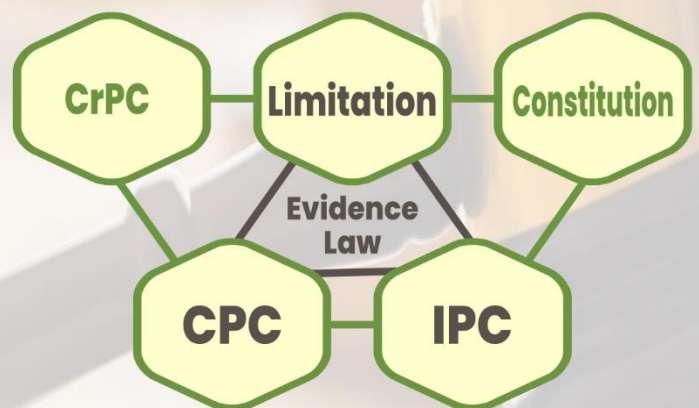 CrPC
Limitation
Constitution
Evidence
Law
CPC
IPC